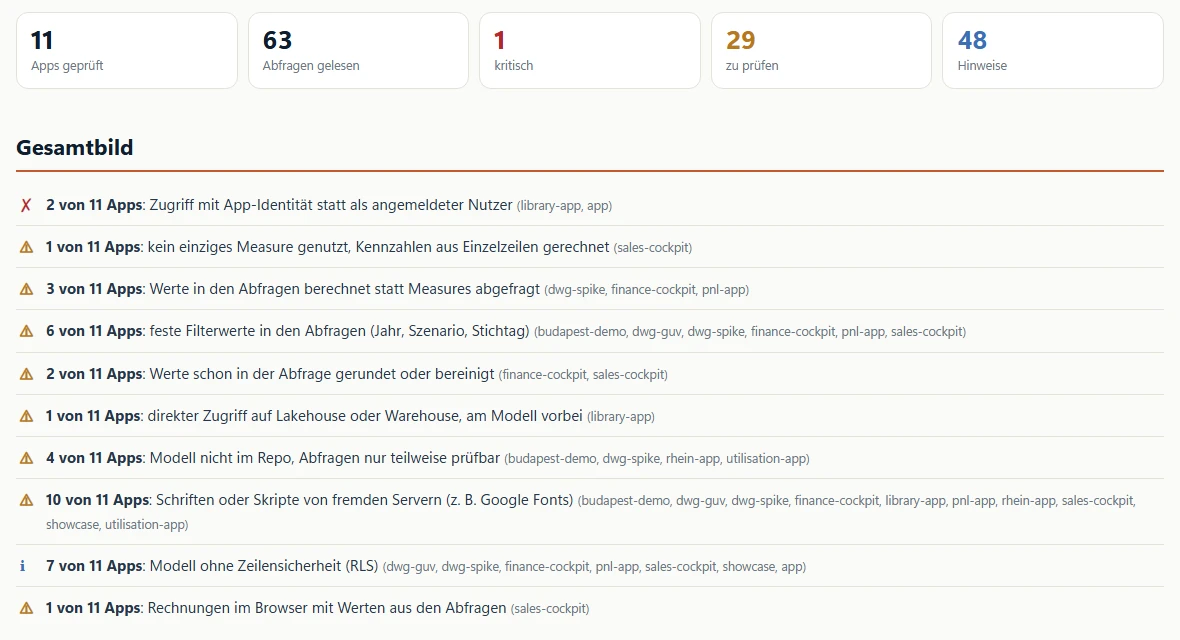 11
Apps geprüft
63
Abfragen gelesen
1
kritisch
29
zu prüfen
48
Hinweise
Gesamtbild
✗ 2 von 11 Apps: Zugriff mit App-Identität statt als angemeldeter Nutzer (library-app, app)
⚠ 1 von 11 Apps: kein einziges Measure genutzt, Kennzahlen aus Einzelzeilen gerechnet (sales-cockpit)
⚠ 3 von 11 Apps: Werte in den Abfragen berechnet statt Measures abgefragt (dwg-spike, finance-cockpit, pnl-app)
⚠ 6 von 11 Apps: feste Filterwerte in den Abfragen (Jahr, Szenario, Stichtag) (budapest-demo, dwg-guv, dwg-spike, finance-cockpit, pnl-app, sales-cockpit)
⚠ 2 von 11 Apps: Werte schon in der Abfrage gerundet oder bereinigt (finance-cockpit, sales-cockpit)
⚠ 1 von 11 Apps: direkter Zugriff auf Lakehouse oder Warehouse, am Modell vorbei (library-app)
⚠ 4 von 11 Apps: Modell nicht im Repo, Abfragen nur teilweise prüfbar (budapest-demo, dwg-spike, rhein-app, utilisation-app)
⚠ 10 von 11 Apps: Schriften oder Skripte von fremden Servern (z. B. Google Fonts) (budapest-demo, dwg-guv, dwg-spike, finance-cockpit, library-app, pnl-app, rhein-app, sales-cockpit,
showcase, utilisation-app)
i 7 von 11 Apps: Modell ohne Zeilensicherheit (RLS) (dwg-guv, dwg-spike, finance-cockpit, pnl-app, sales-cockpit, showcase, app)
⚠ 1 von 11 Apps: Rechnungen im Browser mit Werten aus den Abfragen (sales-cockpit)